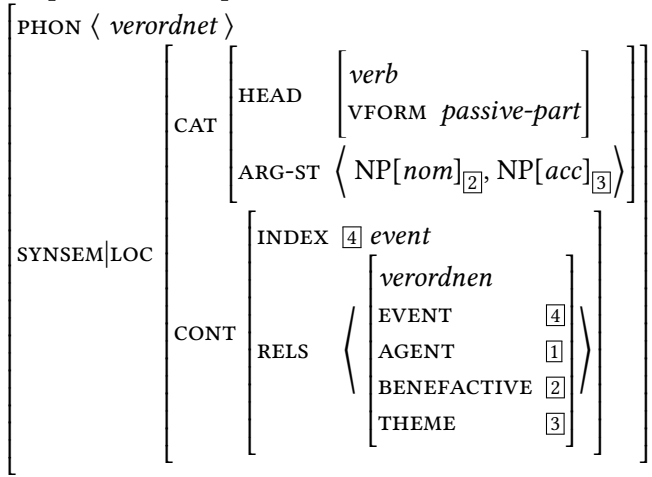 PHON ⟨ verordnet ⟩
SYNSEM|LOC
CAT
HEAD
verb
VFORM passive-part
ARG-ST ⟨ NP[nom]2, NP[acc]3 ⟩
CONT
INDEX 4 event
RELS
verordnen
EVENT 4
AGENT 1
BENEFACTIVE 2
THEME 3